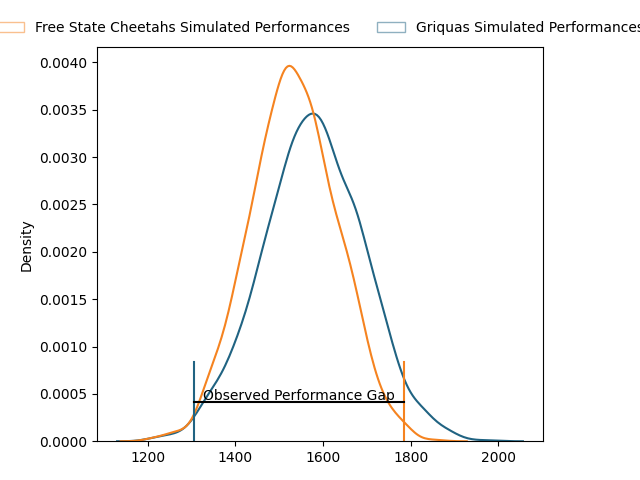 Free State Cheetahs Simulated Performances Griquas Simulated Performances
0.0040
0.0035
0.0030
0.0025
0.0020
0.0015
0.0010
0.0005
0.0000
Density
Observed Performance Gap
1200 1400 1600 1800 2000